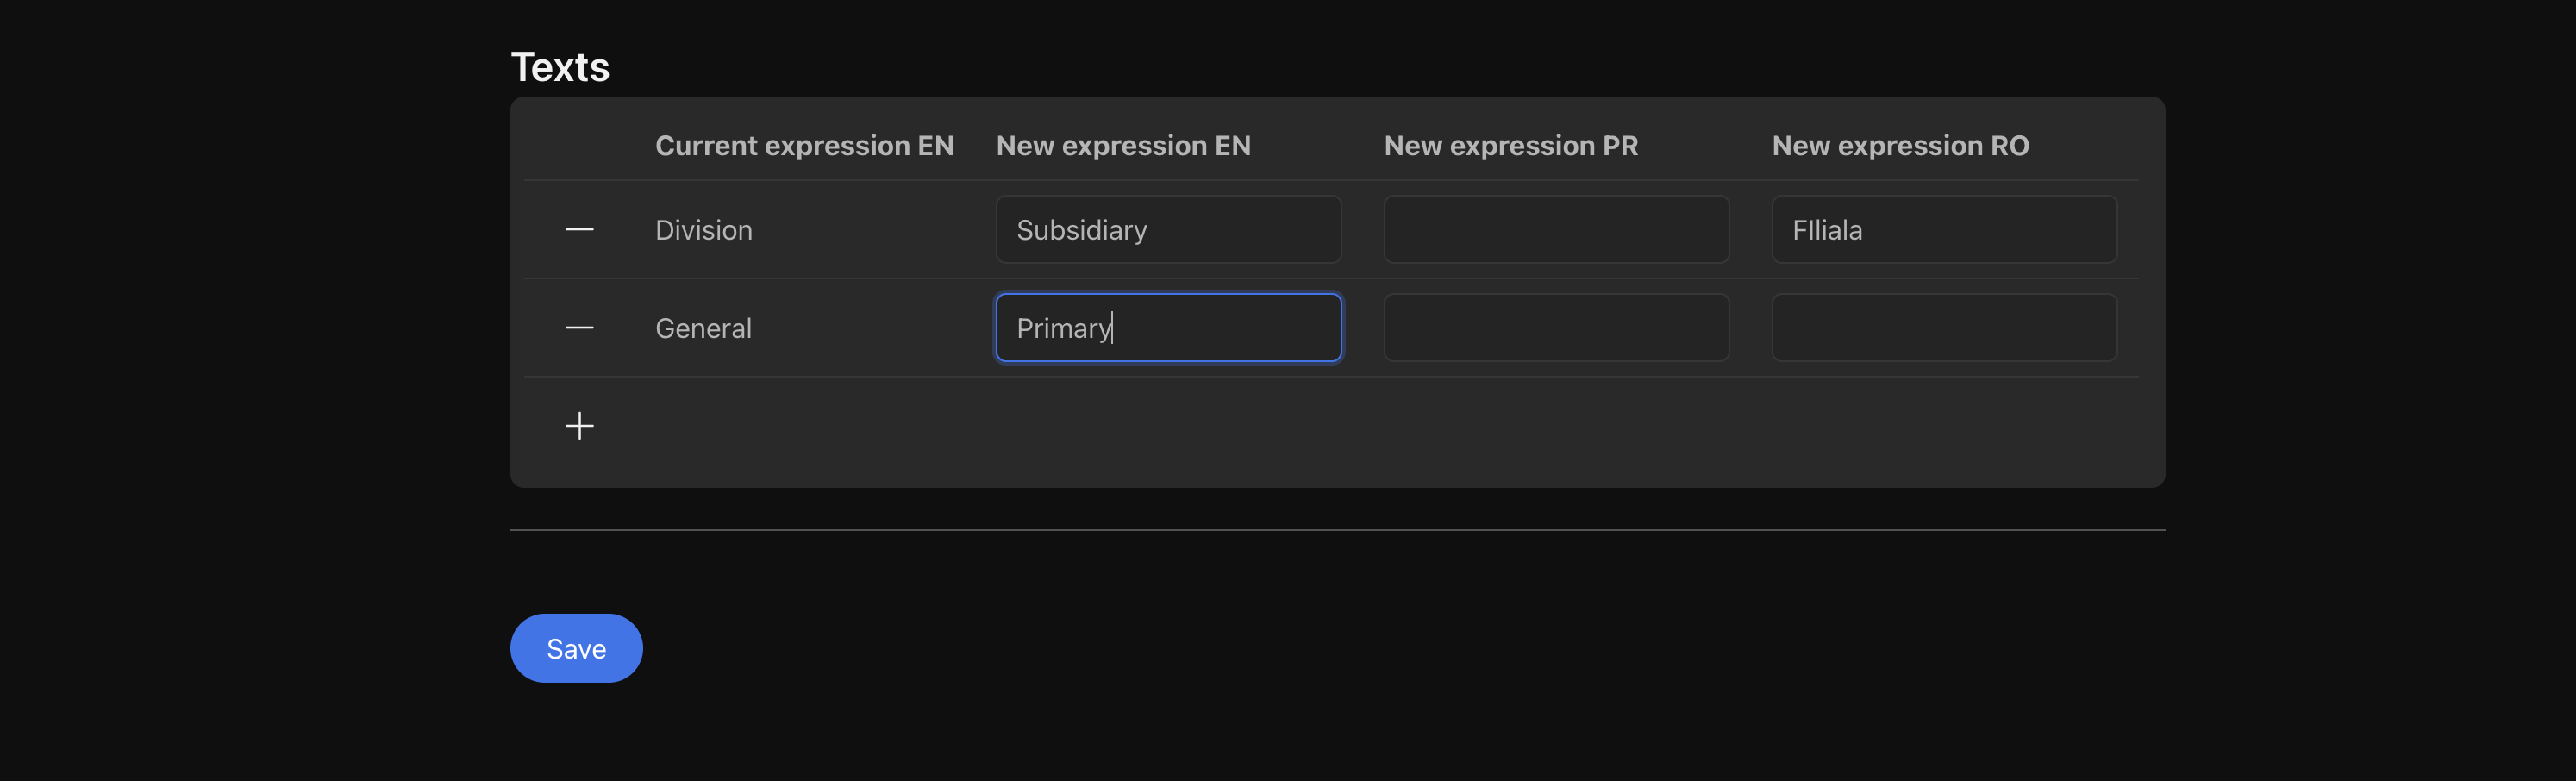 Texts
Current expression EN New expression EN New expression PR New expression RO
Division Subsidiary FIliala
General Primary
Save